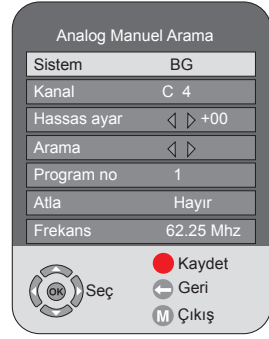 Analog Manuel Arama
Sistem BG
Kanal C 4
Hassas ayar +00
Arama
Program no 1
Atla Hayır
Frekans 62.25 Mhz
OK Seç
Kaydet
Geri
M Çıkış